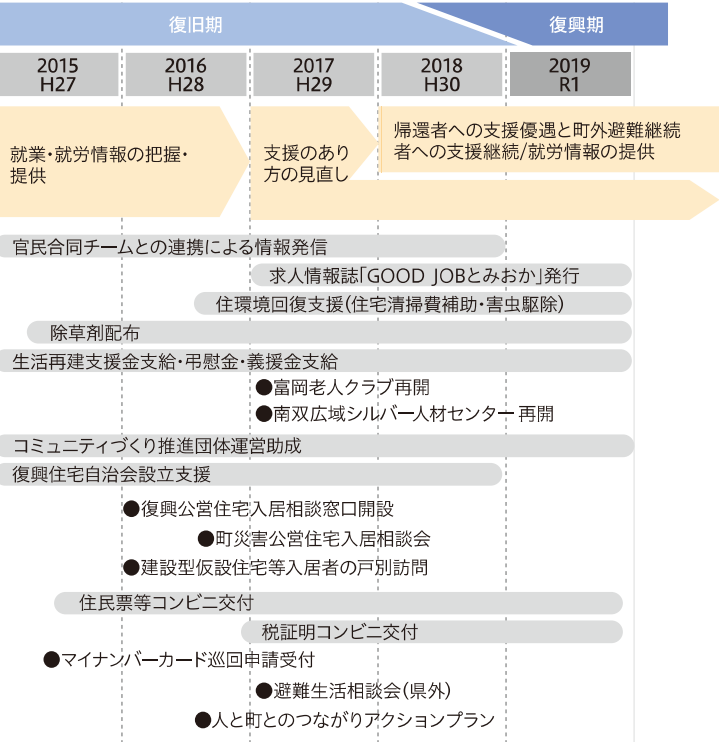 復旧期
復興期
2015
H27
2016
H28
2017
H29
2018
H30
2019
R1
就業・就労情報の把握・
提供
支援のあり
方の見直し
帰還者への支援優遇と町外避難継続
者への支援継続/就労情報の提供
官民合同チームとの連携による情報発信
求人情報誌「GOOD JOBとみおか」発行
住環境回復支援(住宅清掃費補助・害虫駆除)
除草剤配布
生活再建支援金支給・弔慰金・義援金支給
●富岡老人クラブ再開
●南双広域シルバー人材センター 再開
コミュニティづくり推進団体運営助成
復興住宅自治会設立支援
●復興公営住宅入居相談窓口開設
●町災害公営住宅入居相談会
●建設型仮設住宅等入居者の戸別訪問
住民票等コンビニ交付
税証明コンビニ交付
●マイナンバーカード巡回申請受付
●避難生活相談会(県外)
●人と町とのつながりアクションプラン